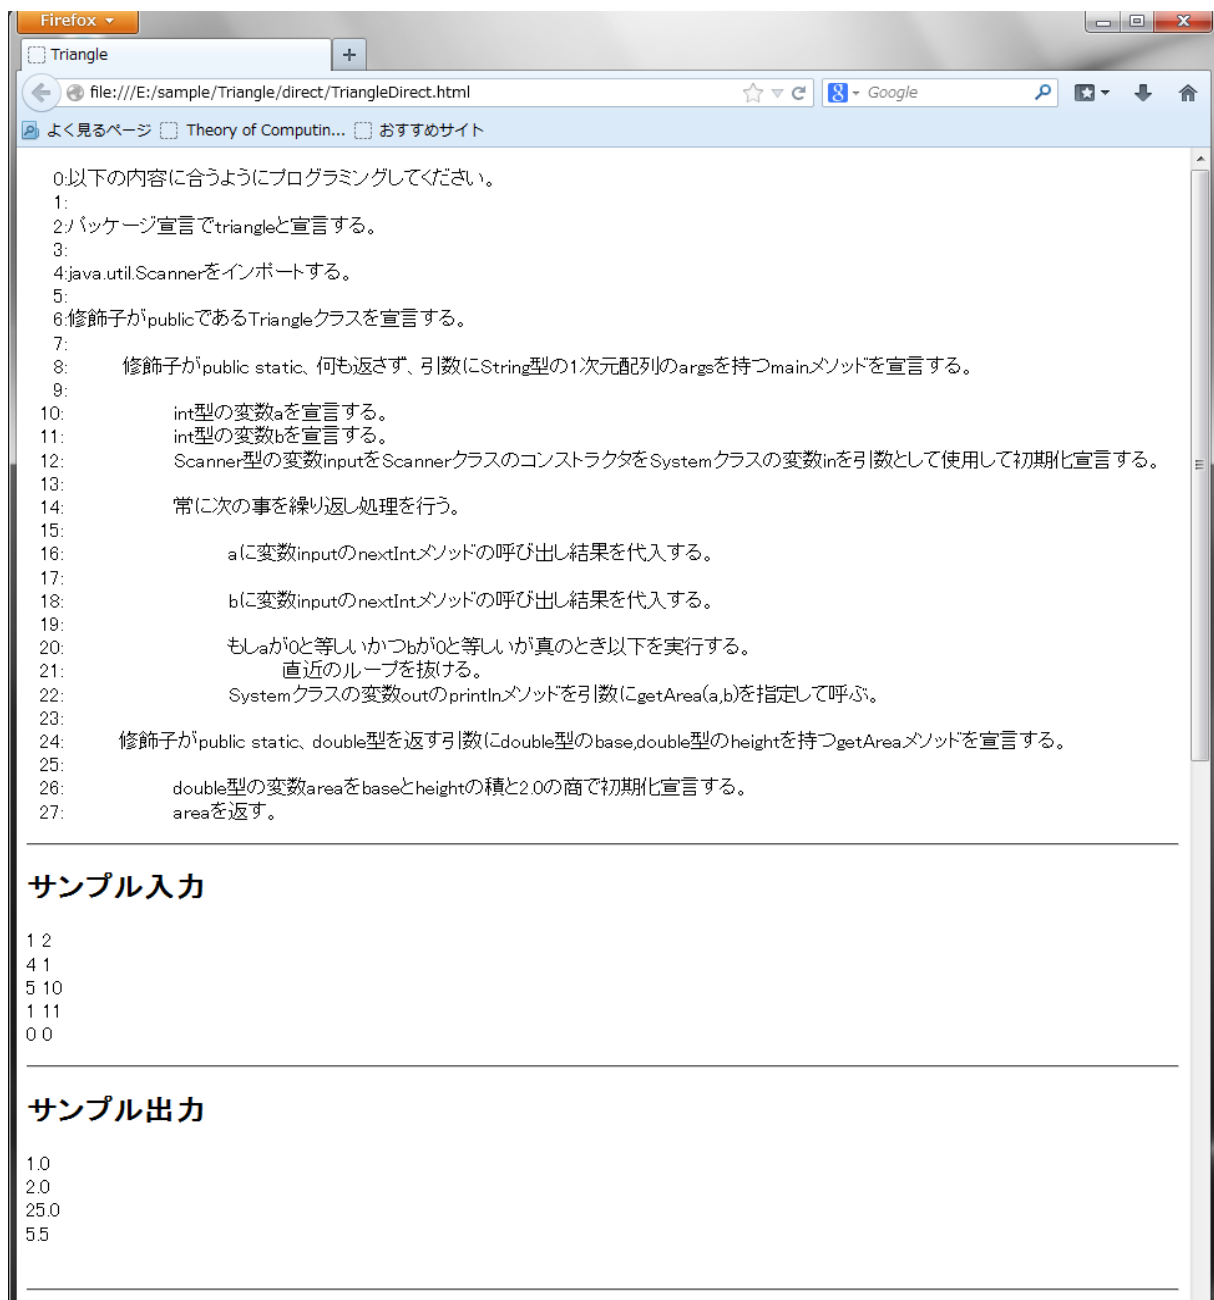 Firefox
Triangle
file:///E:/sample/Triangle/direct/TriangleDirect.html
Google
よく見るページ Theory of Computin... おすすめサイト
0:以下の内容に合うようにプログラミングしてください。
1:
2:パッケージ宣言でtriangleと宣言する。
3:
4:java.util.Scannerをインポートする。
5:
6:修飾子がpublicであるTriangleクラスを宣言する。
7:
8: 修飾子がpublic static、何も返さず、引数にString型の1次元配列のargsを持つmainメソッドを宣言する。
9:
10: int型の変数aを宣言する。
11: int型の変数bを宣言する。
12: Scanner型の変数inputをScannerクラスのコンストラクタをSystemクラスの変数inを引数として使用して初期化宣言する。
13:
14: 常に次の事を繰り返し処理を行う。
15:
16: aに変数inputのnextIntメソッドの呼び出し結果を代入する。
17:
18: bに変数inputのnextIntメソッドの呼び出し結果を代入する。
19:
20: もしaが0と等しいかつbが0と等しいが真のとき以下を実行する。
21: 直近のループを抜ける。
22: Systemクラスの変数outのprintlnメソッドを引数にgetArea(a,b)を指定して呼ぶ。
23:
24: 修飾子がpublic static、double型を返す引数にdouble型のbase,double型のheightを持つgetAreaメソッドを宣言する。
25:
26: double型の変数areaをbaseとheightの積と2.0の商で初期化宣言する。
27: areaを返す。
サンプル入力
1 2
4 1
5 10
1 11
0 0
サンプル出力
1.0
2.0
25.0
5.5